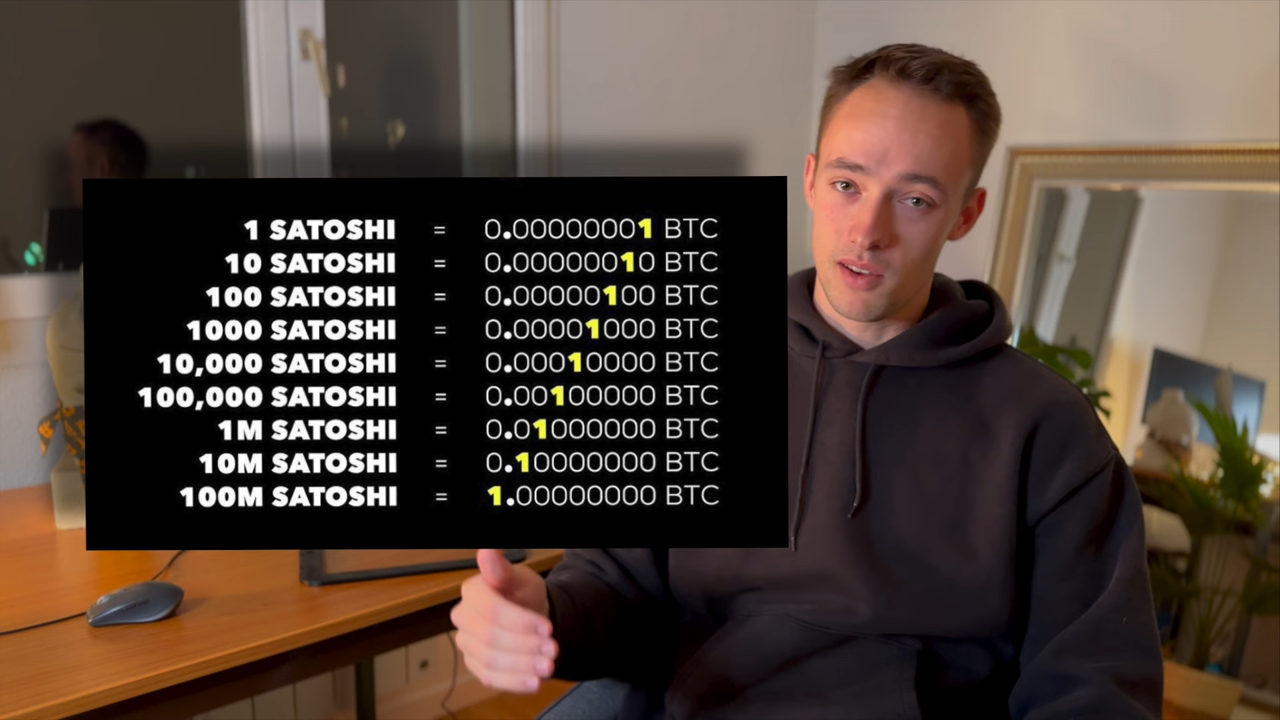 1 SATOSHI = 0.00000001 BTC
10 SATOSHI = 0.00000010 BTC
100 SATOSHI = 0.00000100 BTC
1000 SATOSHI = 0.00001000 BTC
10,000 SATOSHI = 0.00010000 BTC
100,000 SATOSHI = 0.00100000 BTC
1M SATOSHI = 0.01000000 BTC
10M SATOSHI = 0.10000000 BTC
100M SATOSHI = 1.00000000 BTC